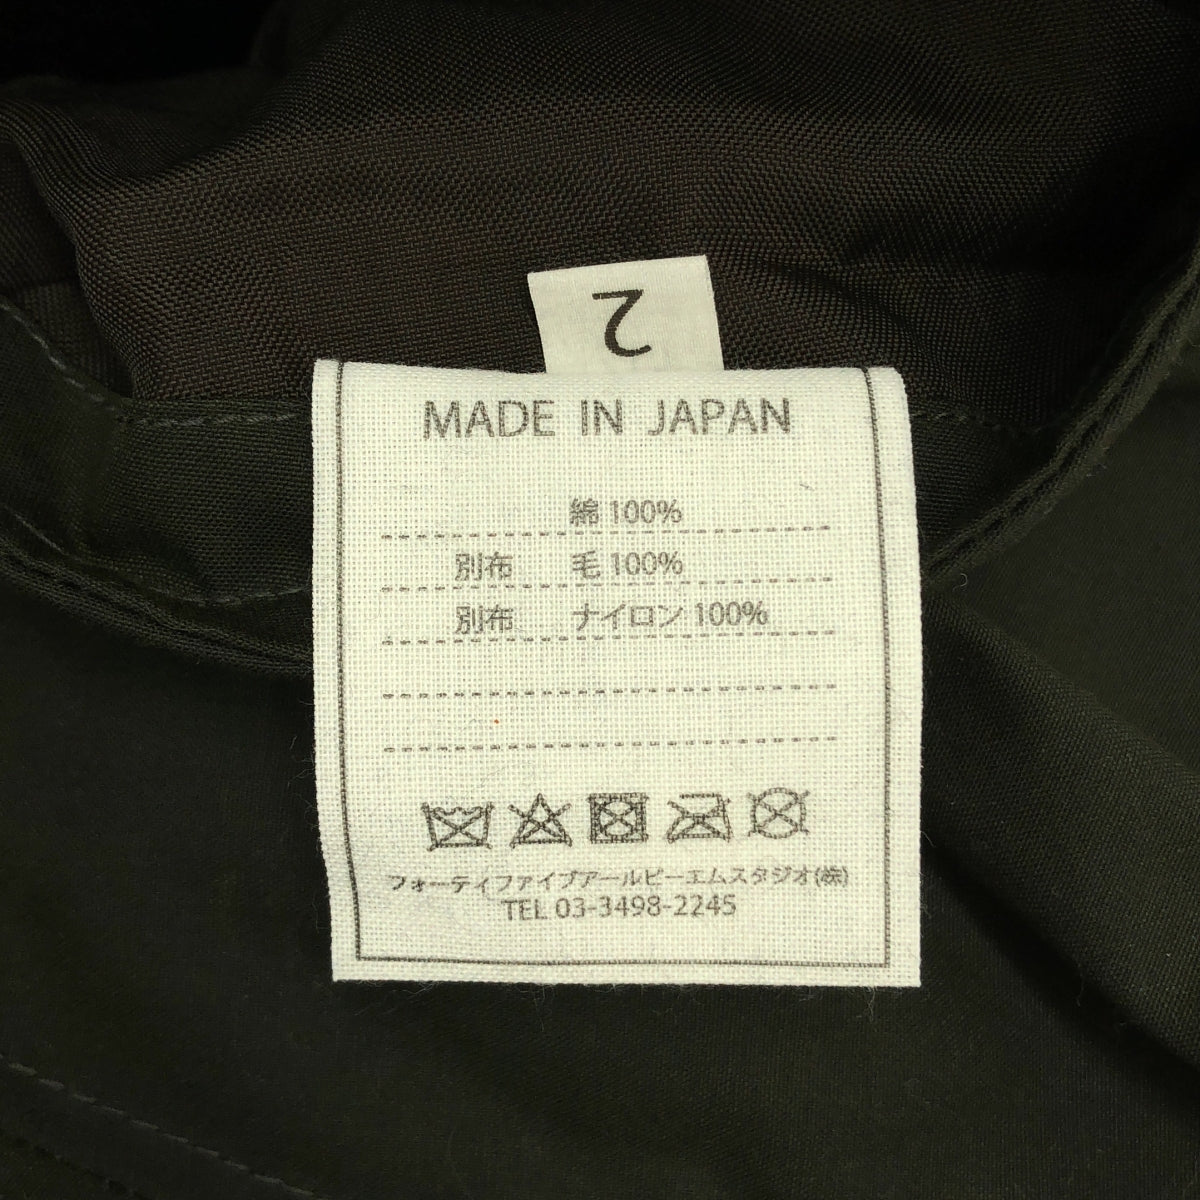 2
MADE IN JAPAN
綿 100%
別布 毛 100%
別布 ナイロン 100%
フォーティファイブアールピーエムスタジオ(株)
TEL 03-3498-2245